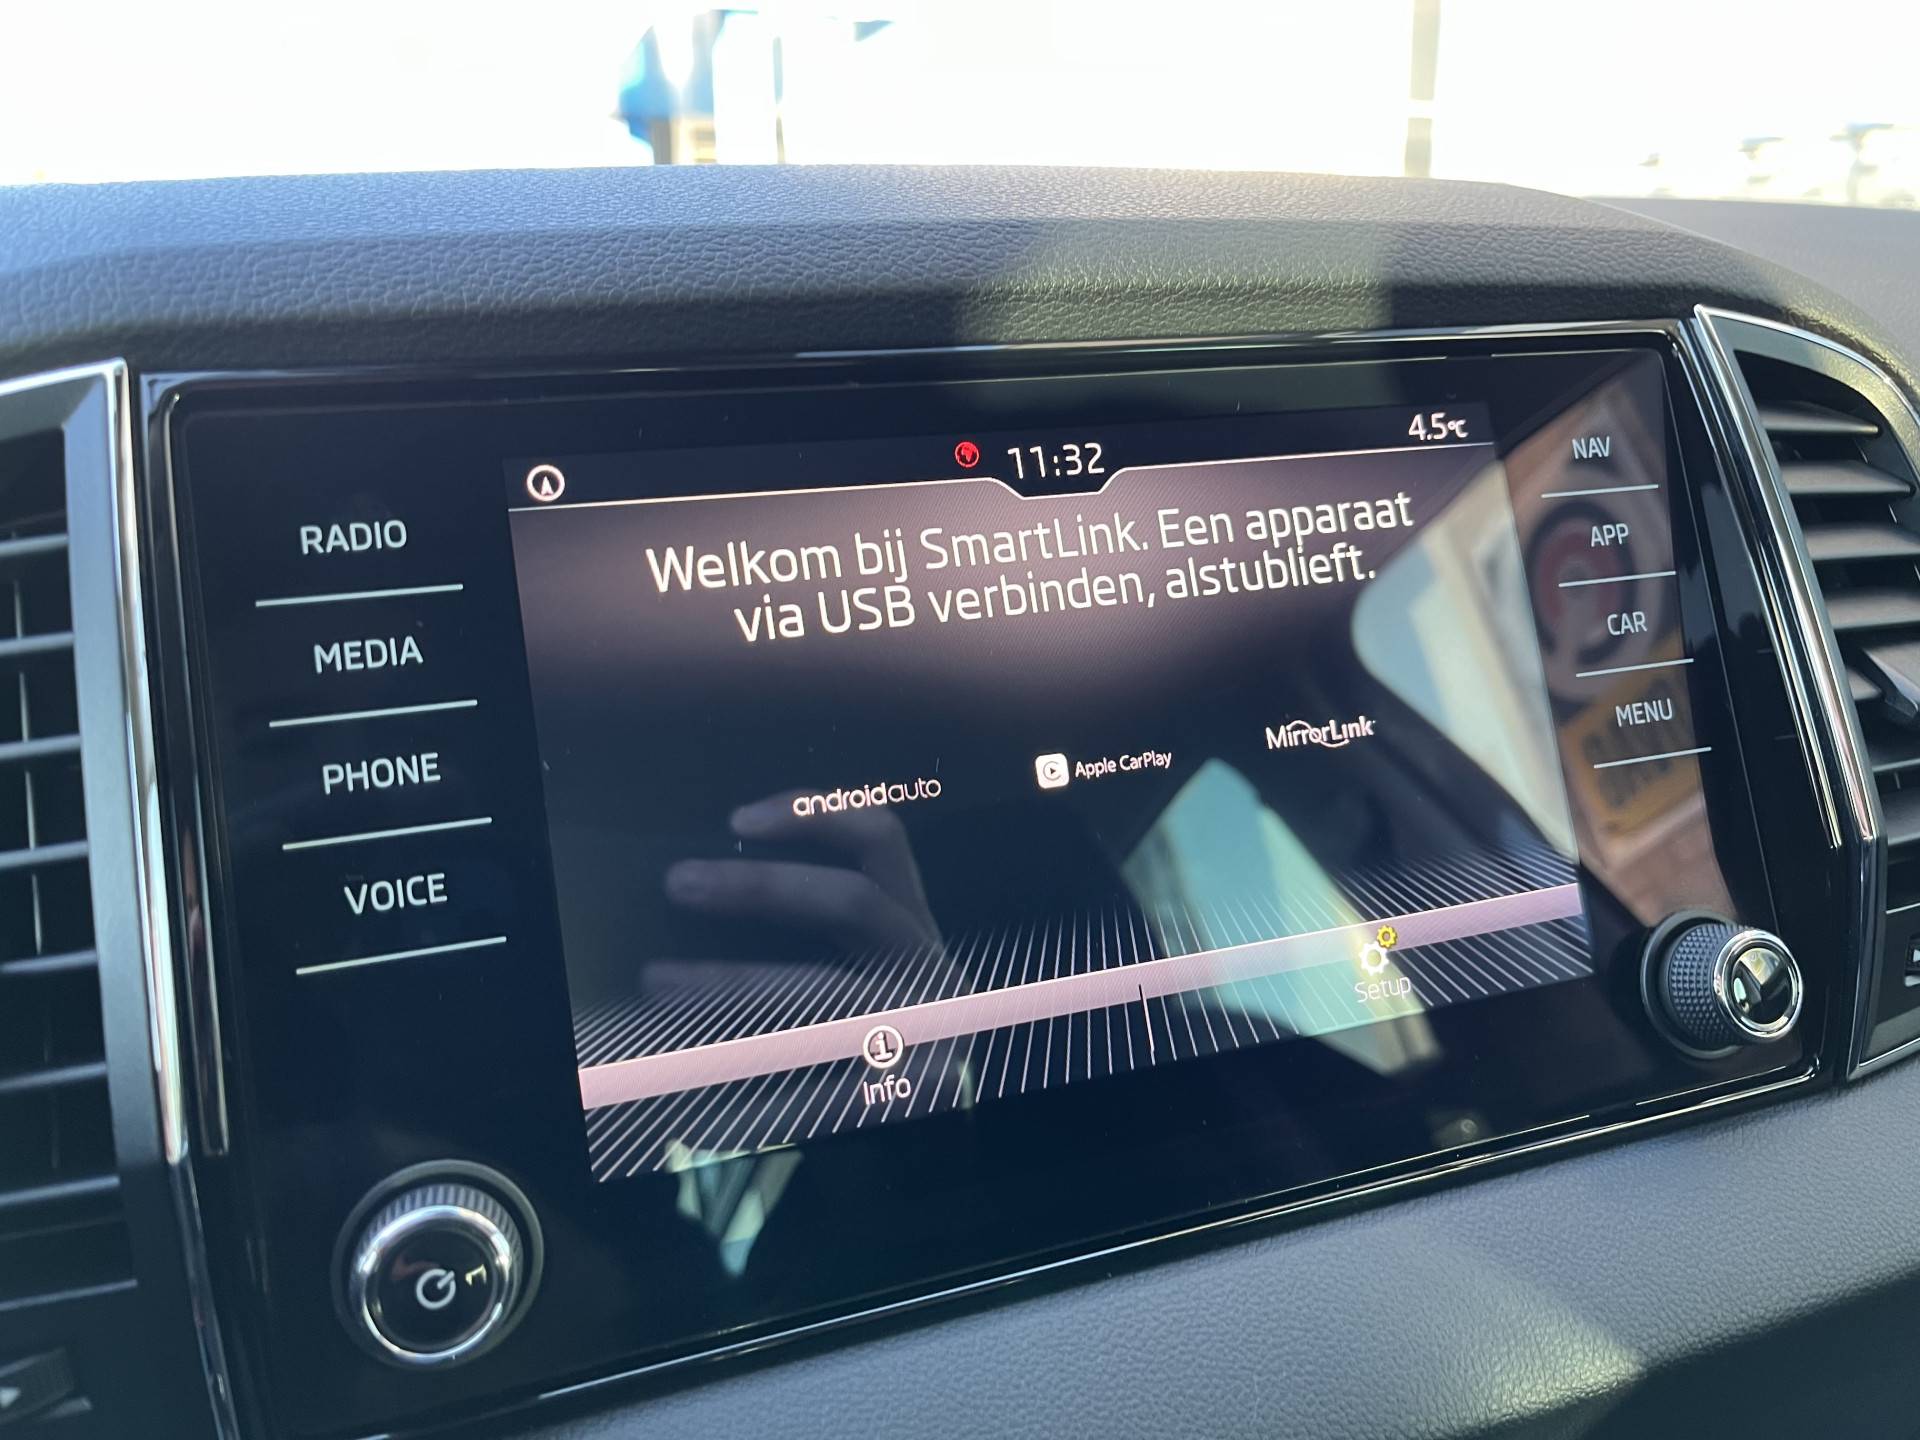 11:32
4.5°C
Welkom bij SmartLink. Een apparaat
via USB verbinden, alstublieft.
androidauto
Apple CarPlay
MirrorLink
Info
Setup
RADIO
MEDIA
PHONE
VOICE
NAV
APP
CAR
MENU